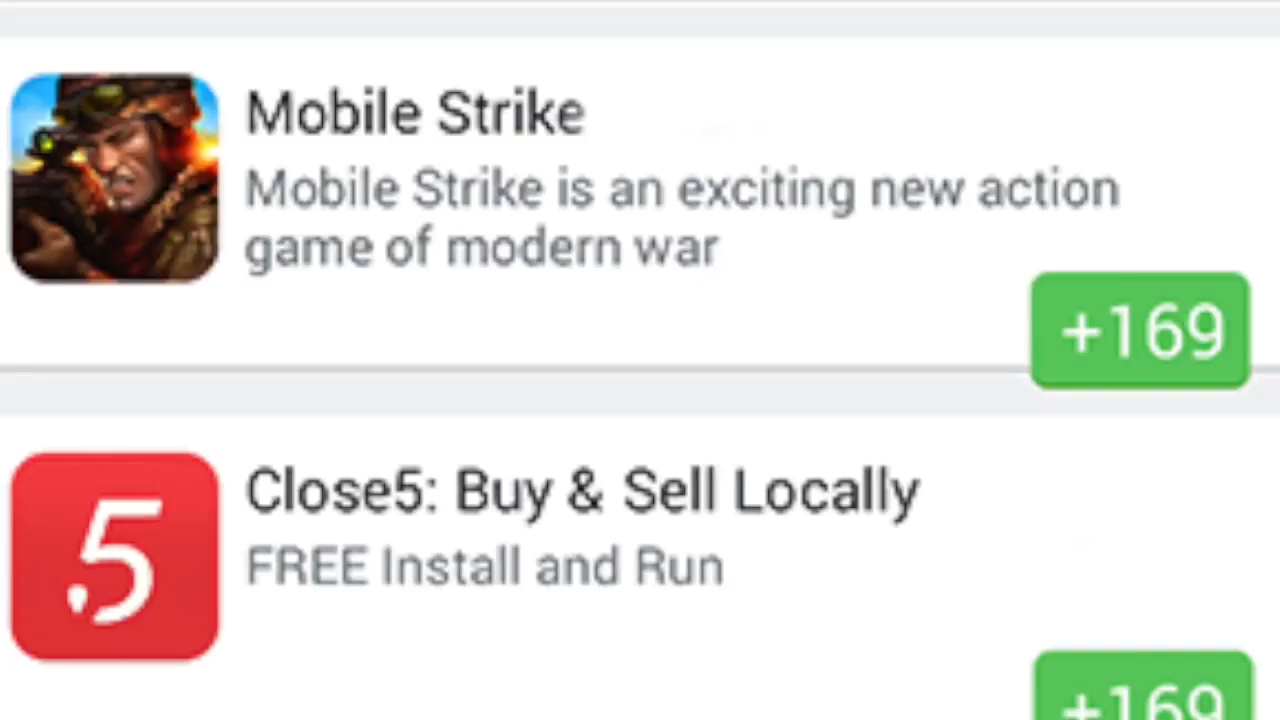 Mobile Strike
Mobile Strike is an exciting new action
game of modern war
+169
5
Close5: Buy & Sell Locally
FREE Install and Run
+169